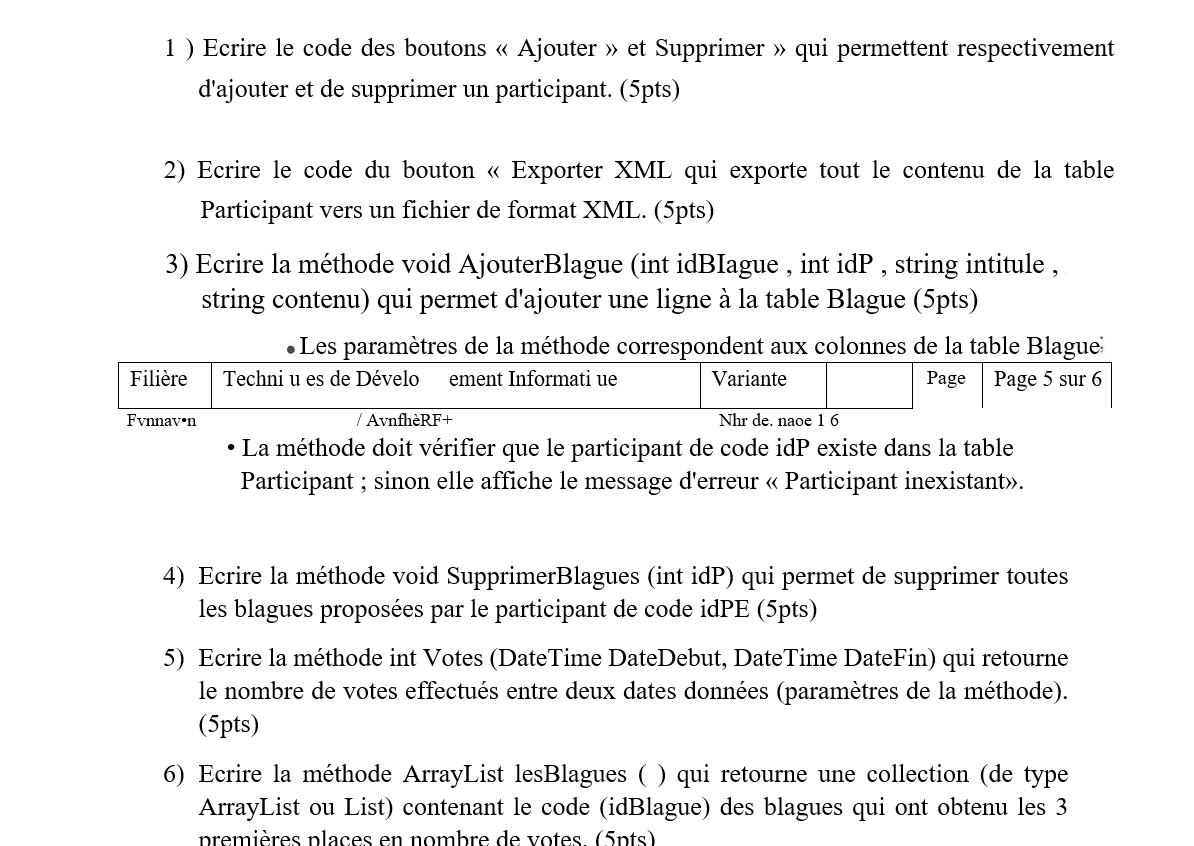 1 ) Ecrire le code des boutons « Ajouter » et Supprimer » qui permettent respectivement
d'ajouter et de supprimer un participant. (5pts)
2) Ecrire le code du bouton « Exporter XML qui exporte tout le contenu de la table
Participant vers un fichier de format XML. (5pts)
3) Ecrire la méthode void AjouterBlague (int idBIague , int idP , string intitule ,
string contenu) qui permet d'ajouter une ligne à la table Blague (5pts)
• Les paramètres de la méthode correspondent aux colonnes de la table Blague;
Filière Techni u es de Dévelo ement Informati ue Variante Page Page 5 sur 6
Fvnnav•n / AvnfhèRF+ Nhr de. naoe 1 6
• La méthode doit vérifier que le participant de code idP existe dans la table
Participant ; sinon elle affiche le message d'erreur « Participant inexistant».
4) Ecrire la méthode void SupprimerBlagues (int idP) qui permet de supprimer toutes
les blagues proposées par le participant de code idPE (5pts)
5) Ecrire la méthode int Votes (DateTime DateDebut, DateTime DateFin) qui retourne
le nombre de votes effectués entre deux dates données (paramètres de la méthode).
(5pts)
6) Ecrire la méthode ArrayList lesBlagues ( ) qui retourne une collection (de type
ArrayList ou List) contenant le code (idBlague) des blagues qui ont obtenu les 3
premières places en nombre de votes. (5pts)